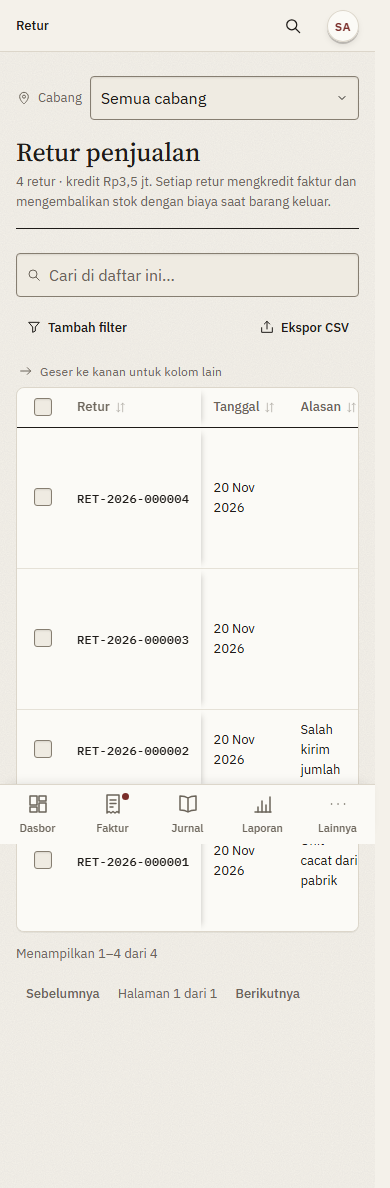 Retur
SA
Cabang
Semua cabang
Retur penjualan
4 retur · kredit Rp3,5 jt. Setiap retur mengkredit faktur dan
mengembalikan stok dengan biaya saat barang keluar.
Cari di daftar ini...
Tambah filter
Ekspor CSV
Geser ke kanan untuk kolom lain
Retur Tanggal Alasan
RET-2026-000004 20 Nov
2026
RET-2026-000003 20 Nov
2026
RET-2026-000002 20 Nov
2026
Salah
kirim
jumlah
Dasbor Faktur Jurnal Laporan Lainnya
RET-2026-000001 20 Nov
2026
cacat dari
pabrik
Menampilkan 1–4 dari 4
Sebelumnya Halaman 1 dari 1 Berikutnya